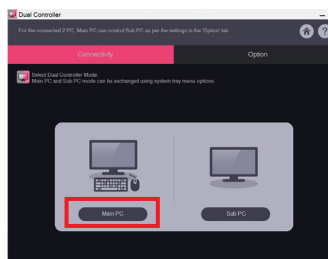 Dual Controller
For the connected 2 PC, Main PC can control Sub PC as per the settings in the 'Option' tab.
Connectivity
Option
Select Dual Controller Mode.
Main PC and Sub PC mode can be exchanged using system tray menu options.
Main PC
Sub PC